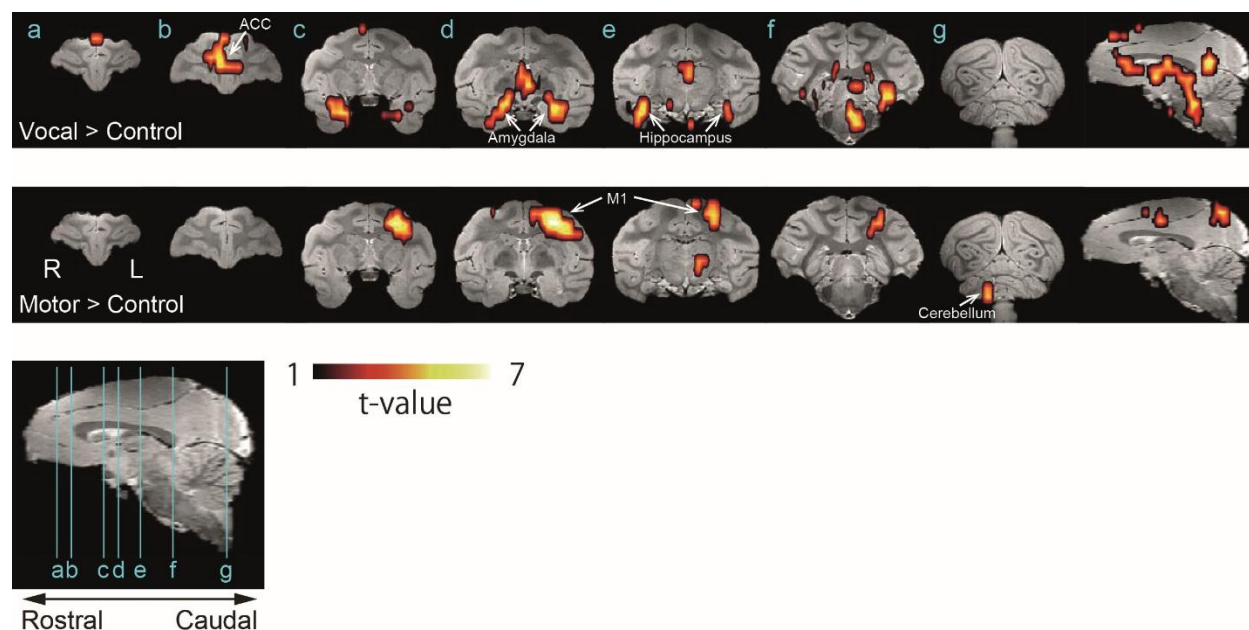 a b c d e f g
ACC
Amygdala
Hippocampus
Vocal > Control
M1
R L
Cerebellum
Motor > Control
1 7
t-value
a b c d e f g
Rostral Caudal